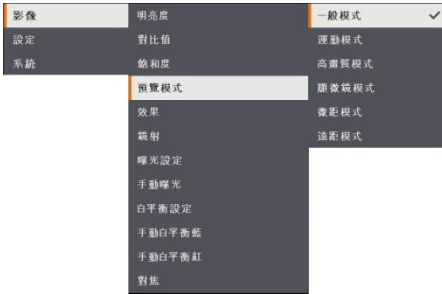 影像
設定
系統
明亮度
對比值
飽和度
預覽模式
效果
鏡射
曝光設定
手動曝光
白平衡設定
手動白平衡藍
手動白平衡紅
對焦
一般模式
運動模式
高畫質模式
顯微鏡模式
微距模式
遠距模式